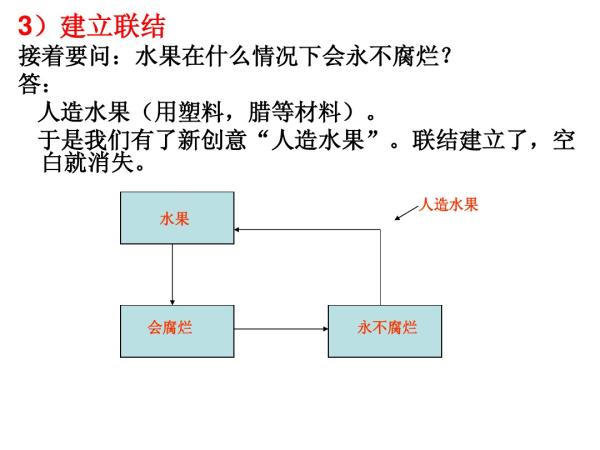 3）建立联结
接着要问：水果在什么情况下会永不腐烂？
答：
人造水果（用塑料，腊等材料）。
于是我们有了新创意“人造水果”。联结建立了，空
白就消失。
人造水果
水果
会腐烂
永不腐烂